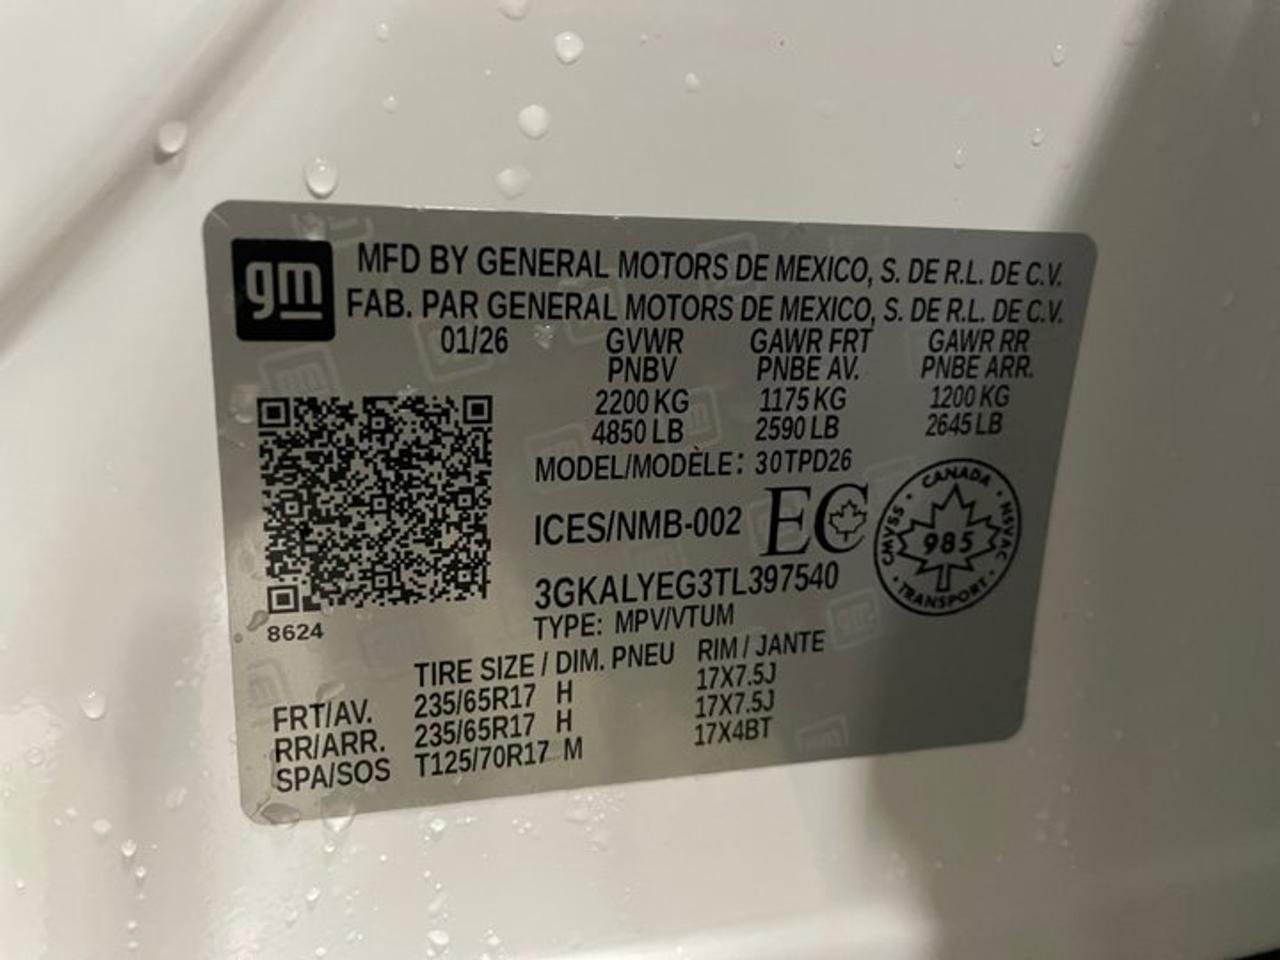 gm
MFD BY GENERAL MOTORS DE MEXICO, S. DE R.L. DE C.V.
FAB. PAR GENERAL MOTORS DE MEXICO, S. DE R.L. DE C.V.
01/26 GVWR GAWR FRT GAWR RR
PNBV PNBE AV. PNBE ARR.
2200 KG 1175 KG 1200 KG
4850 LB 2590 LB 2645 LB
MODEL/MODÈLE: 30TPD26
ICES/NMB-002 EC
CANADA
CMVSS 985 NSVAC
TRANSPORT
3GKALYEG3TL397540
8624
TYPE: MPV/VTUM
TIRE SIZE / DIM. PNEU RIM / JANTE
FRT/AV. 235/65R17 H 17X7.5J
RR/ARR. 235/65R17 H 17X7.5J
SPA/SOS T125/70R17 M 17X4BT